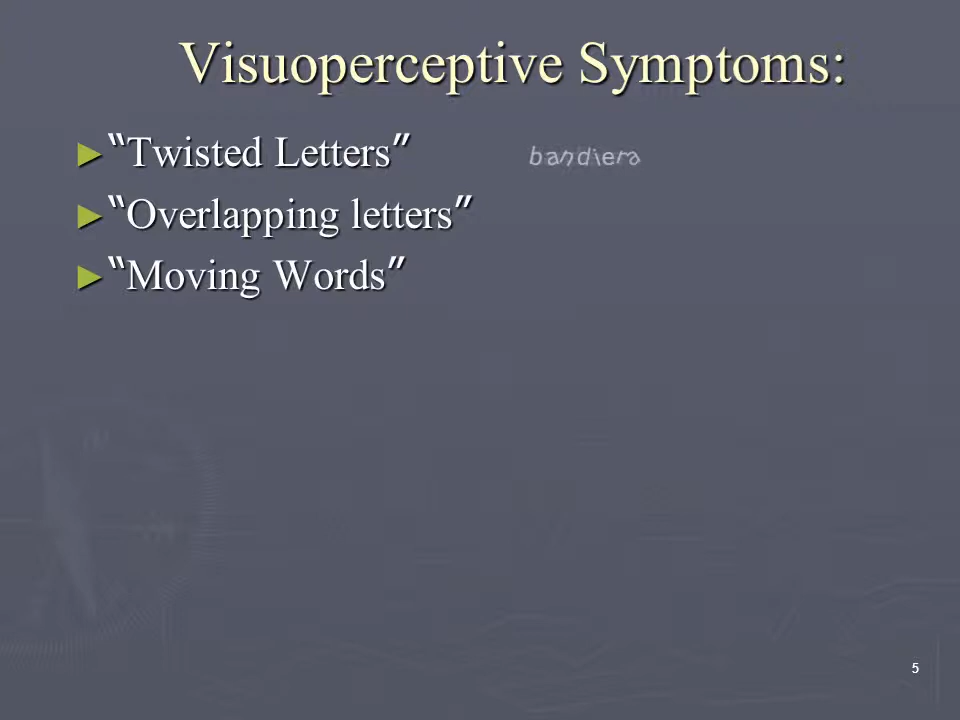 Visuoperceptive Symptoms:
► “Twisted Letters” bandiera
► “Overlapping letters”
► “Moving Words”
5